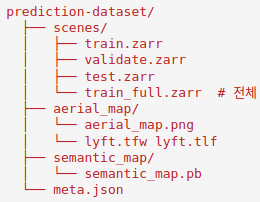 prediction-dataset/
├── scenes/
│   ├── train.zarr
│   ├── validate.zarr
│   ├── test.zarr
│   └── train_full.zarr  # 전체
├── aerial_map/
│   └── aerial_map.png
│   └── lyft.tfw lyft.tlf
├── semantic_map/
│   └── semantic_map.pb
└── meta.json